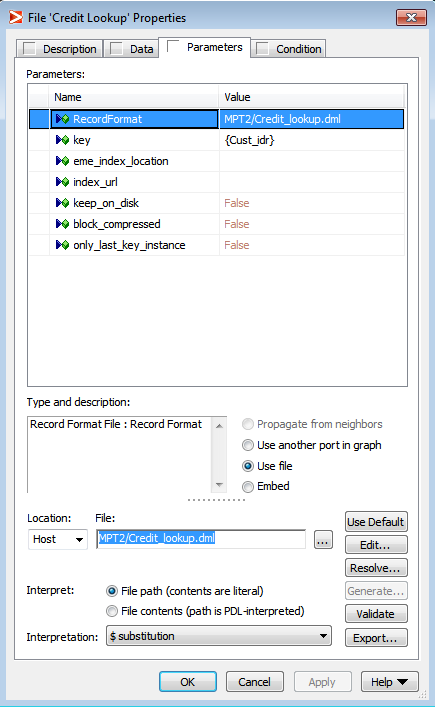 File 'Credit Lookup' Properties
Description Data Parameters Condition
Parameters:
Name Value
RecordFormat MPT2/Credit_lookup.dml
key {Cust_idr}
eme_index_location
index_url
keep_on_disk False
block_compressed False
only_last_key_instance False
Type and description:
Record Format File : Record Format
Propagate from neighbors
Use another port in graph
Use file
Embed
Location: File:
Host MPT2/Credit_lookup.dml ...
Use Default
Edit...
Resolve...
Interpret: File path (contents are literal)
Generate...
File contents (path is PDL-interpreted)
Validate
Interpretation: $ substitution
Export...
OK Cancel Apply Help